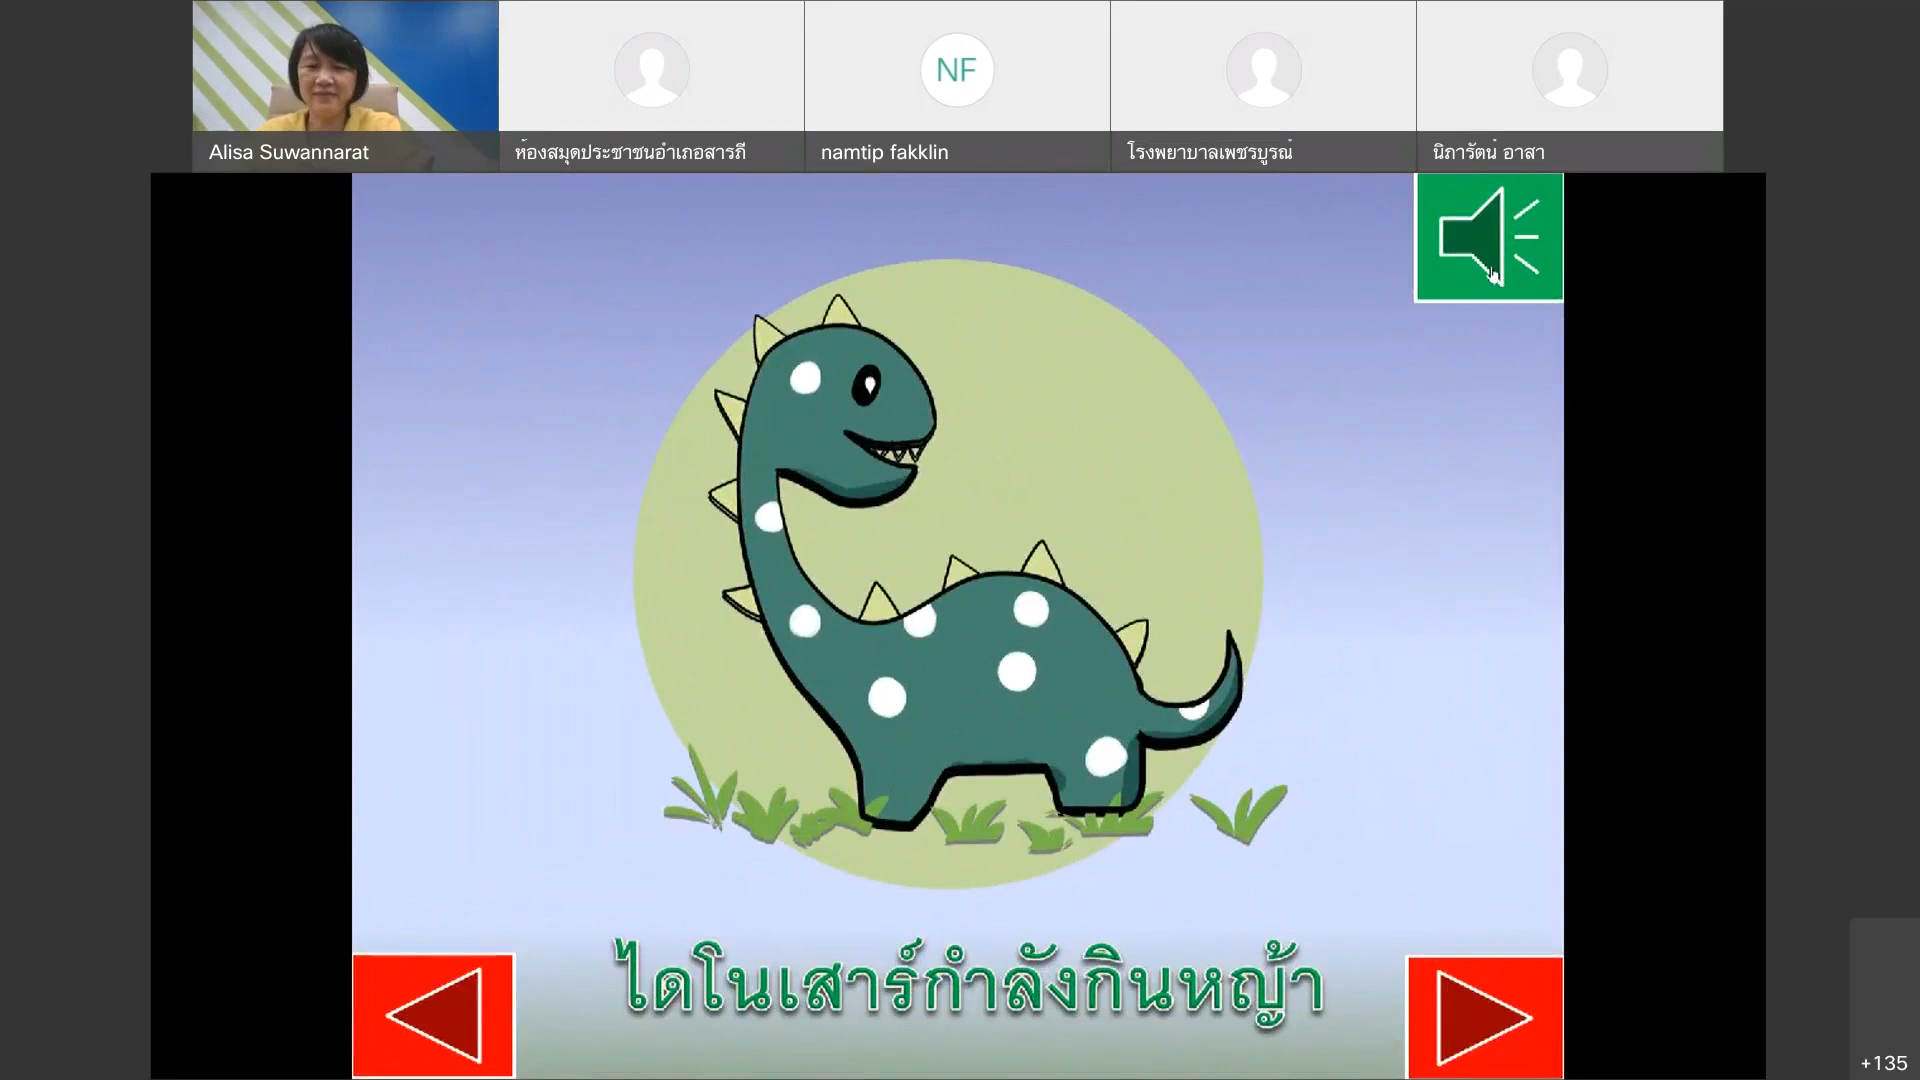 Alisa Suwannarat
ห้องสมุดประชาชนอำเภอสารภี
NF
namtip fakklin
โรงพยาบาลเพชรบูรณ์
นิภารัตน์ อาสา
ไดโนเสาร์กำลังกินหญ้า
+135